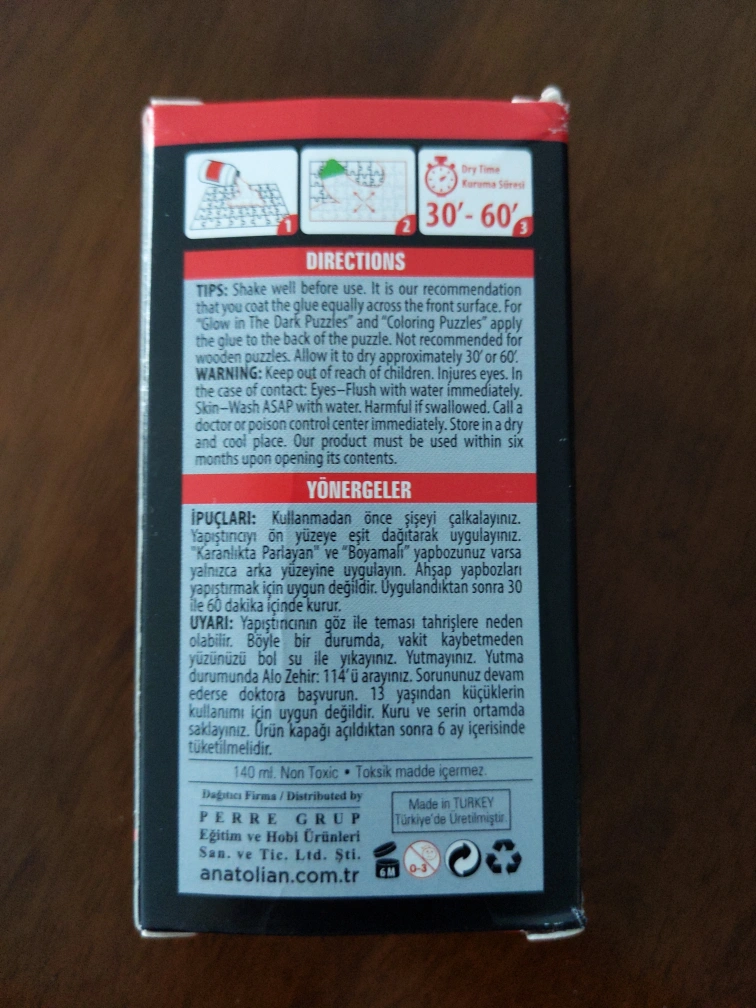 1
2
Dry Time
Kuruma Süresi
30'- 60'
3
DIRECTIONS
TIPS: Shake well before use. It is our recommendation
that you coat the glue equally across the front surface. For
"Glow in The Dark Puzzles" and "Coloring Puzzles" apply
the glue to the back of the puzzle. Not recommended for
wooden puzzles. Allow it to dry approximately 30' or 60'.
WARNING: Keep out of reach of children. Injures eyes. In
the case of contact: Eyes–Flush with water immediately.
Skin–Wash ASAP with water. Harmful if swallowed. Call a
doctor or poison control center immediately. Store in a dry
and cool place. Our product must be used within six
months upon opening its contents.
YÖNERGELER
İPUÇLARI: Kullanmadan önce şişeyi çalkalayınız.
Yapıştırıcıyı ön yüzeye eşit dağıtarak uygulayınız.
"Karanlıkta Parlayan" ve "Boyamalı" yapbozunuz varsa
yalnızca arka yüzeyine uygulayın. Ahşap yapbozları
yapıştırmak için uygun değildir. Uygulandıktan sonra 30
ile 60 dakika içinde kurur.
UYARI: Yapıştırıcının göz ile teması tahrişlere neden
olabilir. Böyle bir durumda, vakit kaybetmeden
yüzünüzü bol su ile yıkayınız. Yutmayınız. Yutma
durumunda Alo Zehir: 114'ü arayınız. Sorununuz devam
ederse doktora başvurun. 13 yaşından küçüklerin
kullanımı için uygun değildir. Kuru ve serin ortamda
saklayınız. Ürün kapağı açıldıktan sonra 6 ay içerisinde
tüketilmelidir.
140 ml. Non Toxic • Toksik madde içermez.
Dağıtıcı Firma / Distributed by
PERRE GRUP
Eğitim ve Hobi Ürünleri
San. ve Tic. Ltd. Şti.
anatolian.com.tr
Made in TURKEY
Türkiye'de Üretilmiştir.
6M
0-3